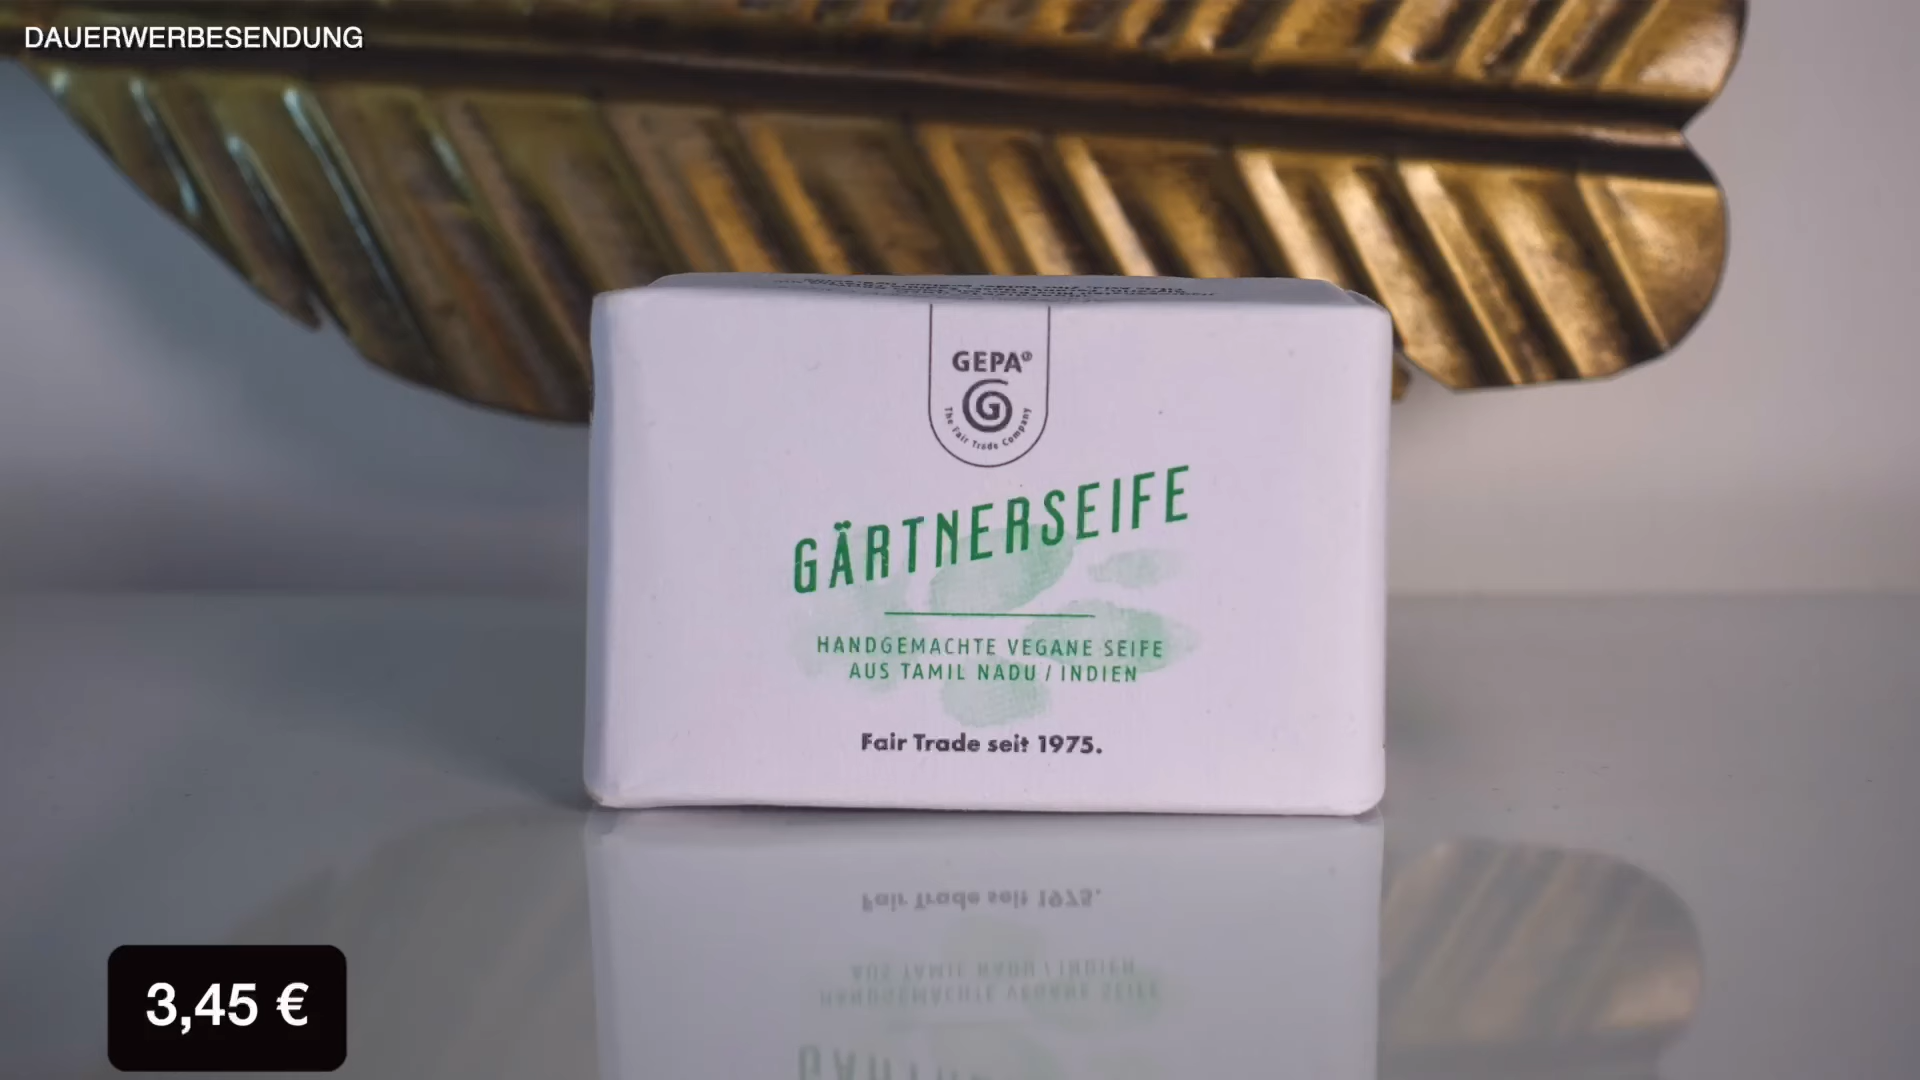 DAUERWERBESENDUNG
GEPA®
The Fair Trade Company
GÄRTNERSEIFE
HANDGEMACHTE VEGANE SEIFE
AUS TAMIL NADU / INDIEN
Fair Trade seit 1975.
3,45 €